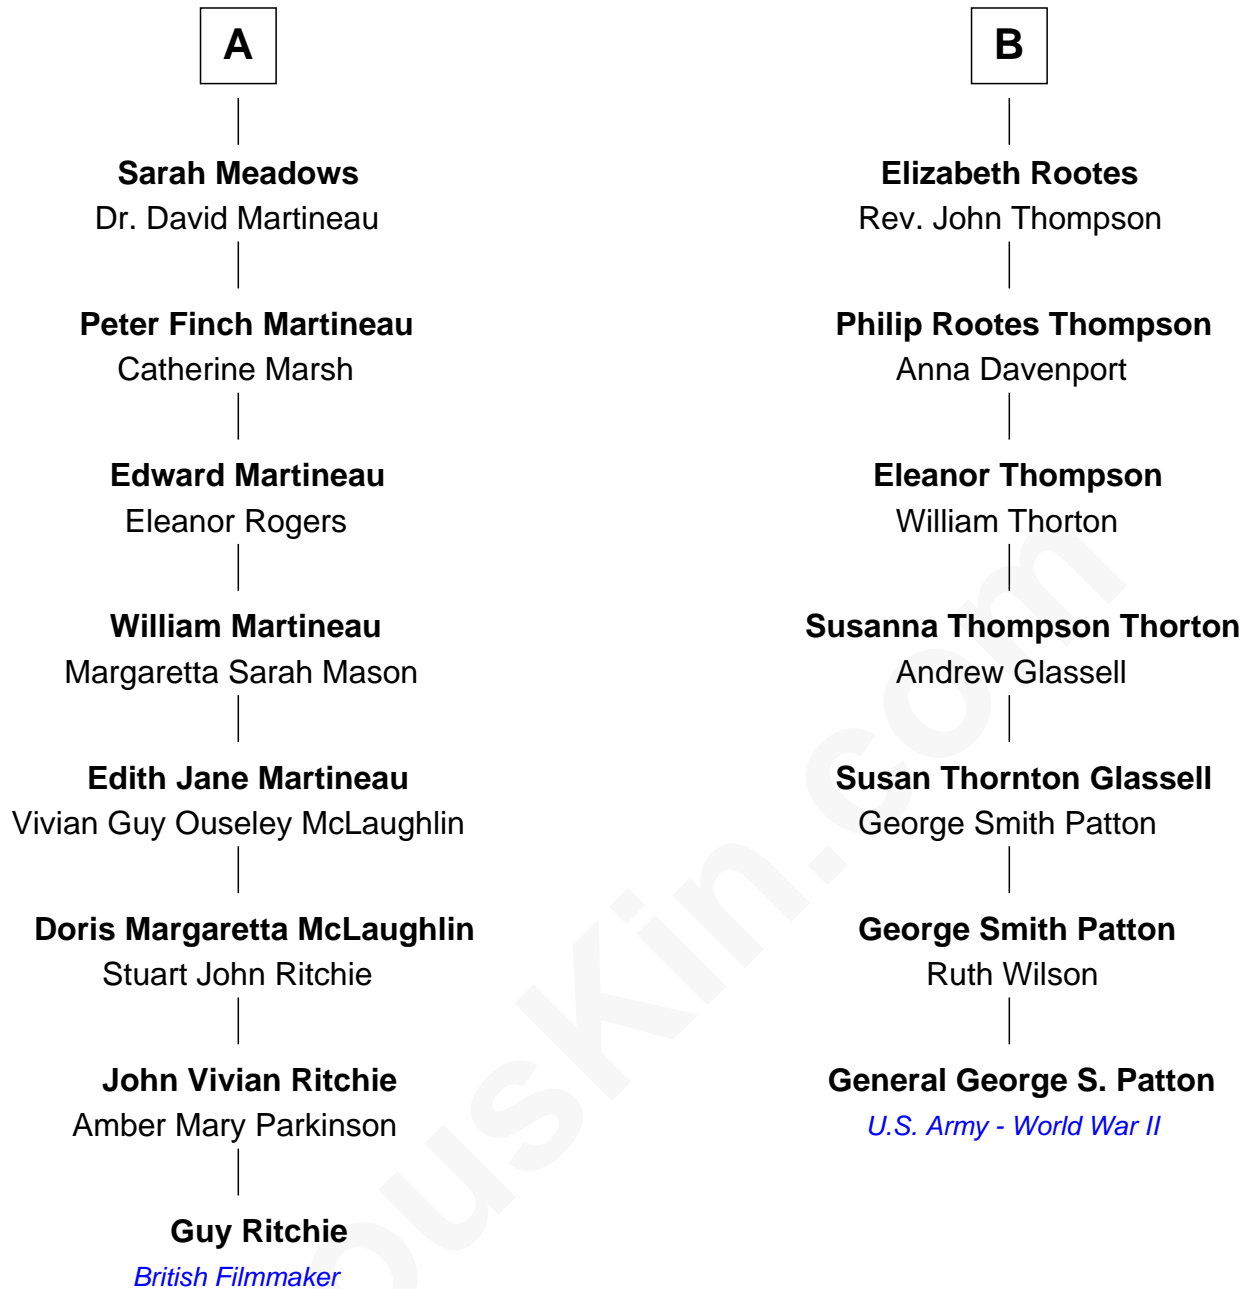 A
Sarah Meadows
Dr. David Martineau
Peter Finch Martineau
Catherine Marsh
Edward Martineau
Eleanor Rogers
William Martineau
Margaretta Sarah Mason
Edith Jane Martineau
Vivian Guy Ouseley McLaughlin
Doris Margaretta McLaughlin
Stuart John Ritchie
John Vivian Ritchie
Amber Mary Parkinson
Guy Ritchie
British Filmmaker
B
Elizabeth Rootes
Rev. John Thompson
Philip Rootes Thompson
Anna Davenport
Eleanor Thompson
William Thorton
Susanna Thompson Thorton
Andrew Glassell
Susan Thornton Glassell
George Smith Patton
George Smith Patton
Ruth Wilson
General George S. Patton
U.S. Army - World War II
ousKin.com